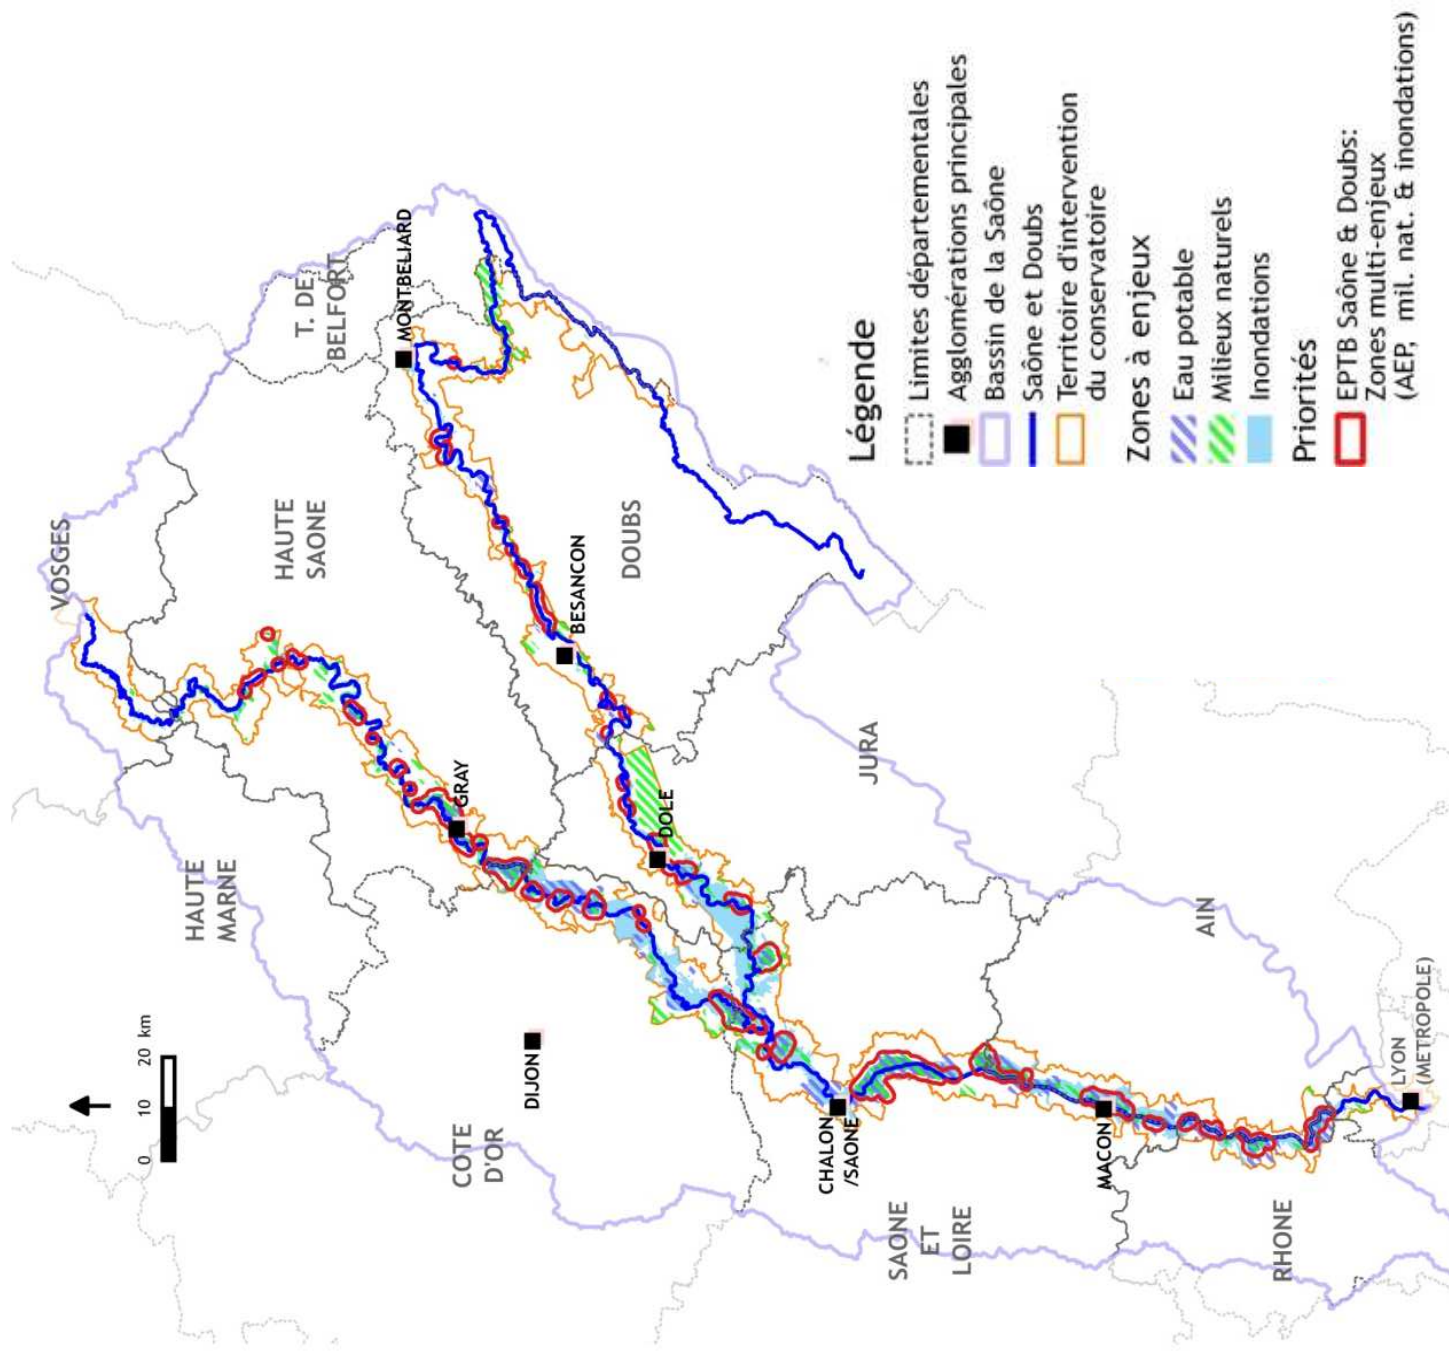 VOSGES
HAUTE
MARNE
HAUTE
SAONE
T. DE
BELFORT
MONTBELIARD
GRAY
BESANCON
DOUBS
DOLE
JURA
0 10 20 km
DIJON
COTE
D'OR
CHALON
/SAONE
SAONE
ET
LOIRE
MACON
AIN
RHONE
LYON
(METROPOLE)
Légende
Limites départementales
Agglomérations principales
Bassin de la Saône
Saône et Doubs
Territoire d'intervention
du conservatoire
Zones à enjeux
Eau potable
Milieux naturels
Inondations
Priorités
EPTB Saône & Doubs:
Zones multi-enjeux
(AEP, mil. nat. & inondations)